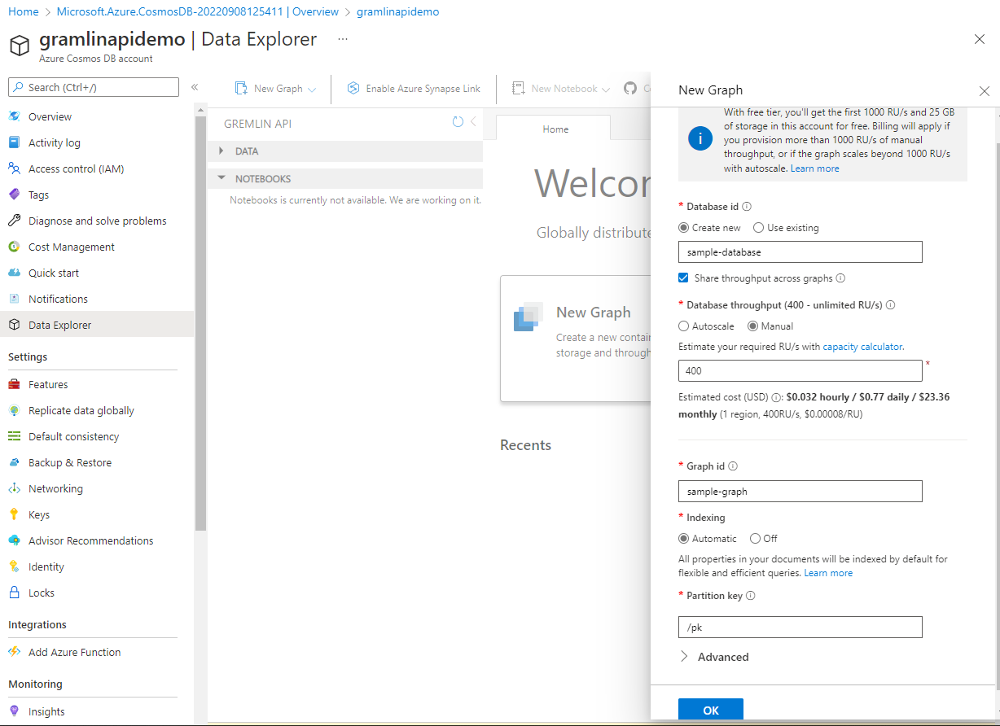 Home > Microsoft.Azure.CosmosDB-20220908125411 | Overview > gramlinapidemo
gramlinapidemo | Data Explorer ...
Azure Cosmos DB account
Search (Ctrl+/)
Overview
Activity log
Access control (IAM)
Tags
Diagnose and solve problems
Cost Management
Quick start
Notifications
Data Explorer
Settings
Features
Replicate data globally
Default consistency
Backup & Restore
Networking
Keys
Advisor Recommendations
Identity
Locks
Integrations
Add Azure Function
Monitoring
Insights
New Graph
Enable Azure Synapse Link
New Notebook
GREMLIN API
DATA
NOTEBOOKS
Notebooks is currently not available. We are working on it.
Home
Welcor
Globally distribute
New Graph
Create a new contain
storage and through
Recents
New Graph
With free tier, you'll get the first 1000 RU/s and 25 GB
of storage in this account for free. Billing will apply if
you provision more than 1000 RU/s of manual
throughput, or if the graph scales beyond 1000 RU/s
with autoscale. Learn more
* Database id
Create new Use existing
sample-database
Share throughput across graphs
* Database throughput (400 - unlimited RU/s)
Autoscale Manual
Estimate your required RU/s with capacity calculator.
400 *
Estimated cost (USD) : $0.032 hourly / $0.77 daily / $23.36
monthly (1 region, 400RU/s, $0.00008/RU)
* Graph id
sample-graph
* Indexing
Automatic Off
All properties in your documents will be indexed by default for
flexible and efficient queries. Learn more
* Partition key
/pk
Advanced
OK